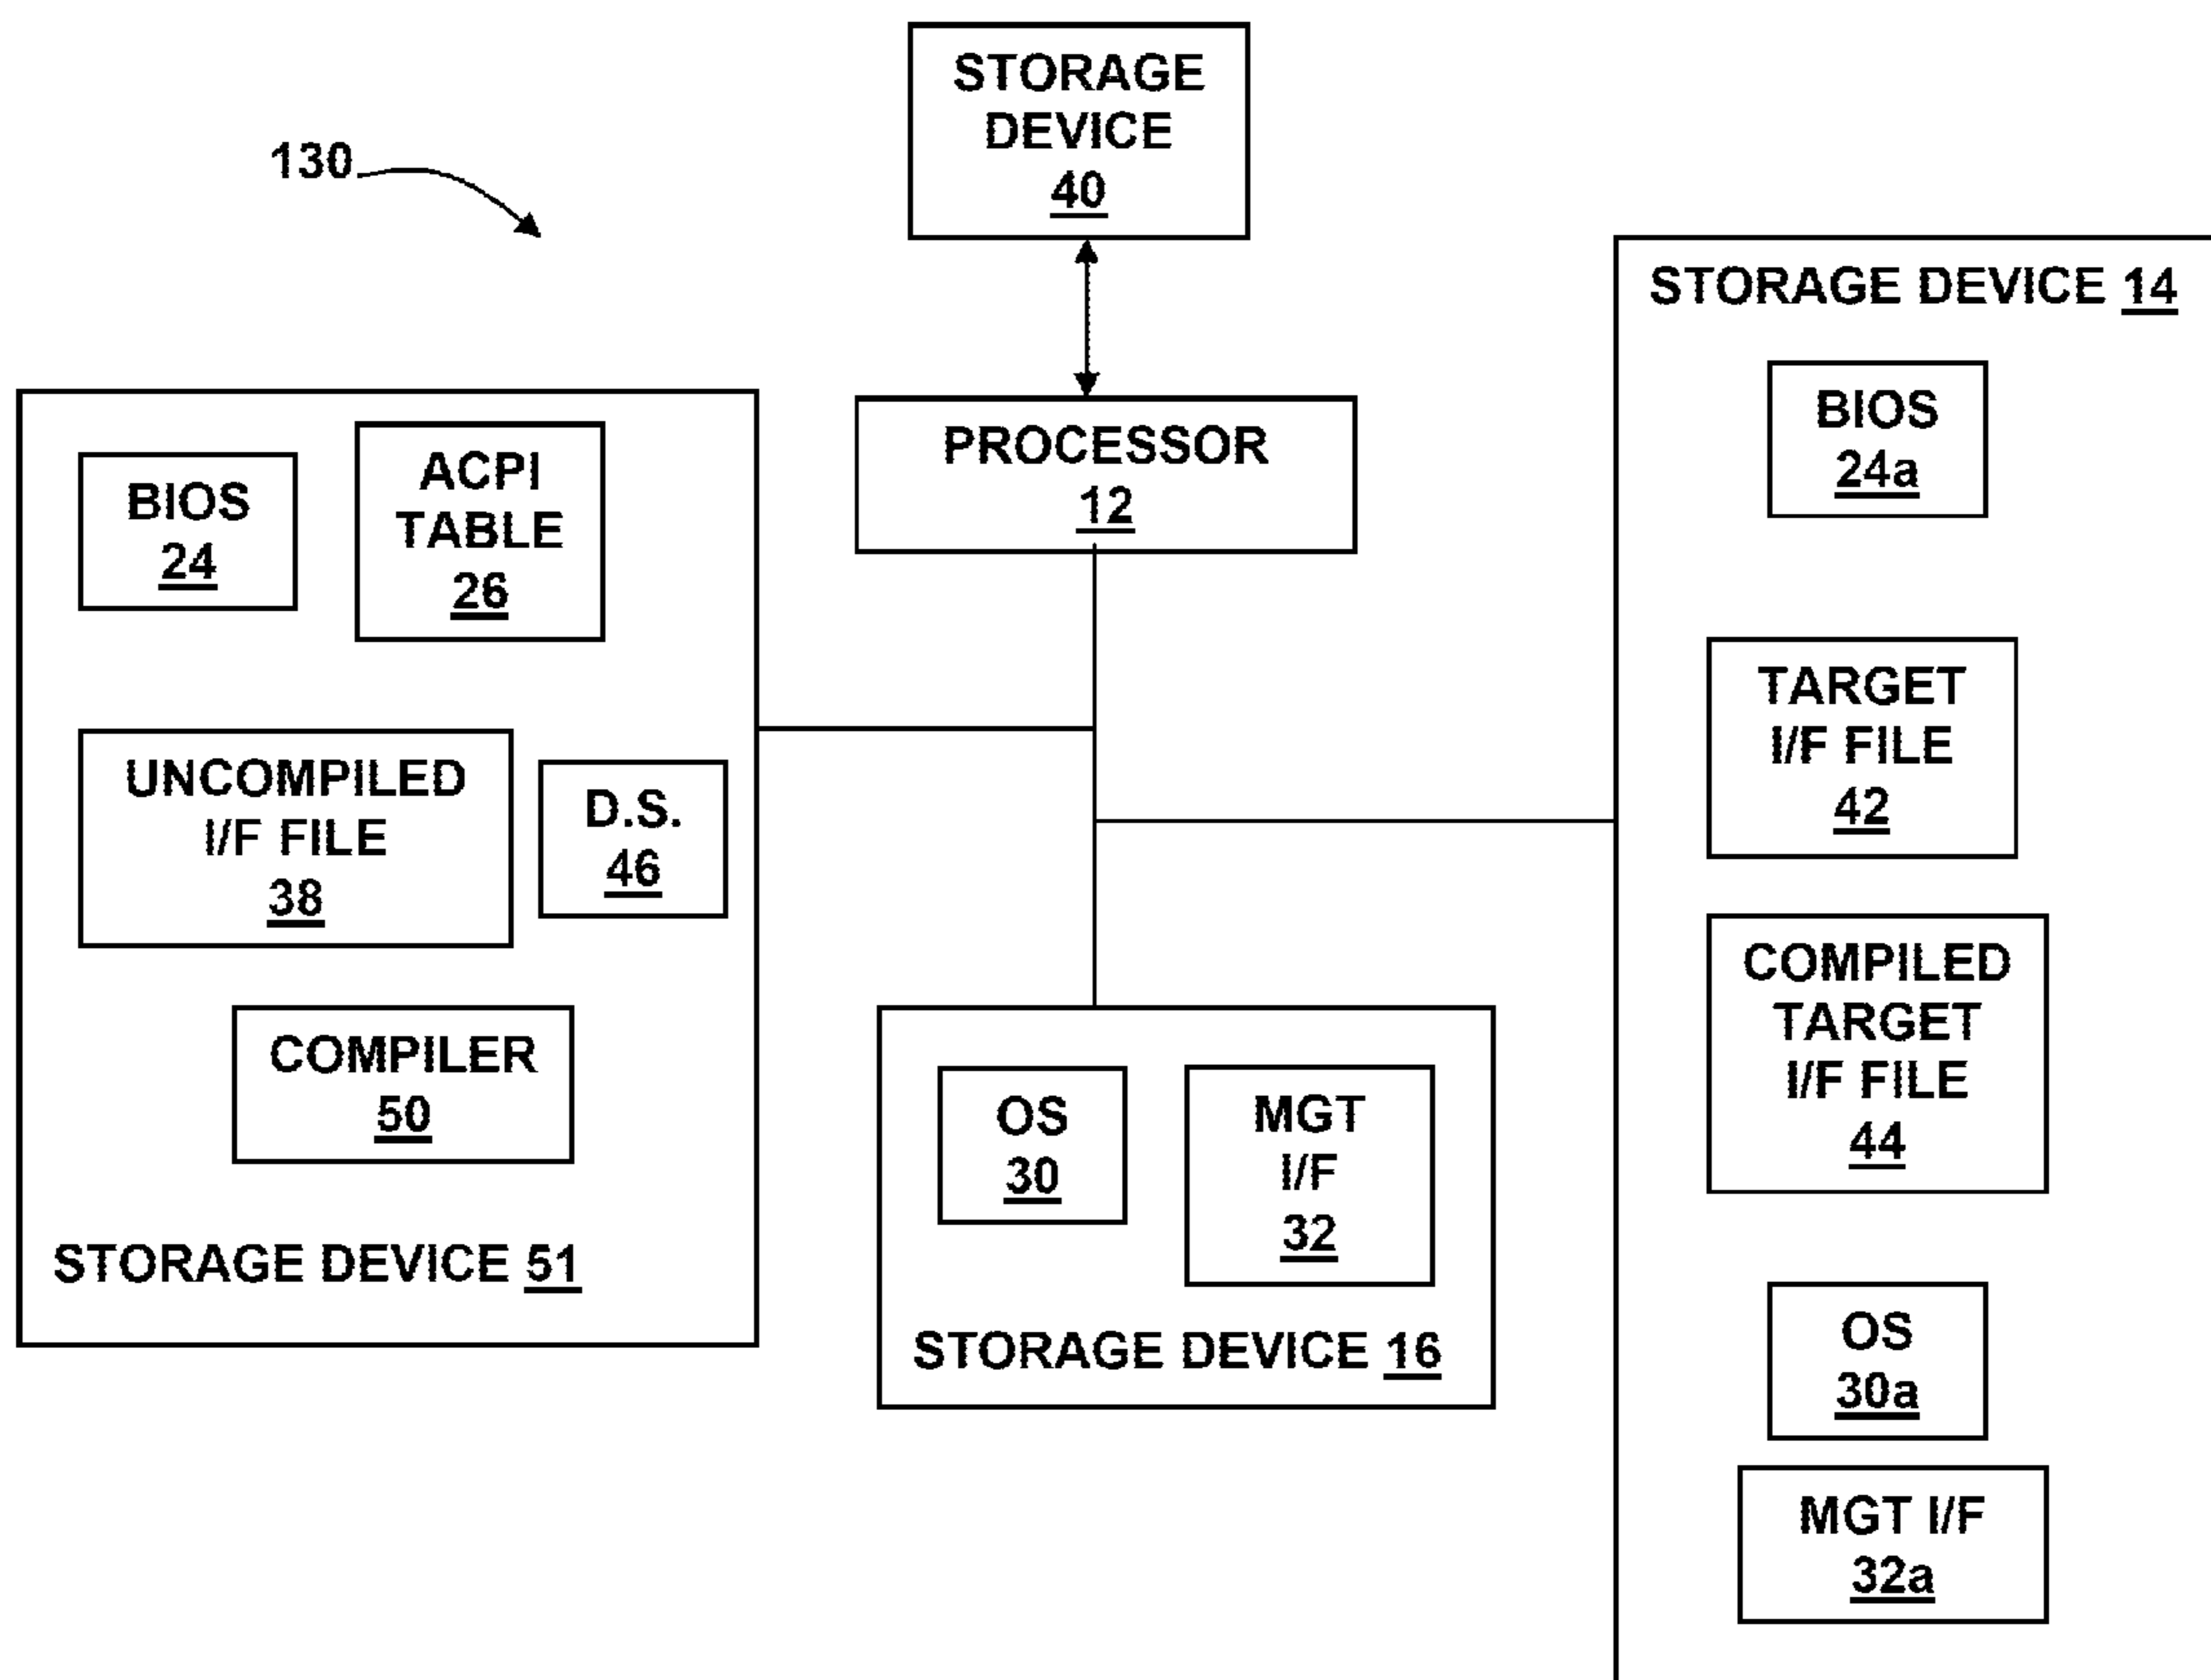 130
STORAGE
DEVICE
40
PROCESSOR
12
BIOS
24
ACPI
TABLE
26
UNCOMPILED
I/F FILE
38
D.S.
46
COMPILER
50
STORAGE DEVICE 51
OS
30
MGT
I/F
32
STORAGE DEVICE 16
STORAGE DEVICE 14
BIOS
24a
TARGET
I/F FILE
42
COMPILED
TARGET
I/F FILE
44
OS
30a
MGT I/F
32a